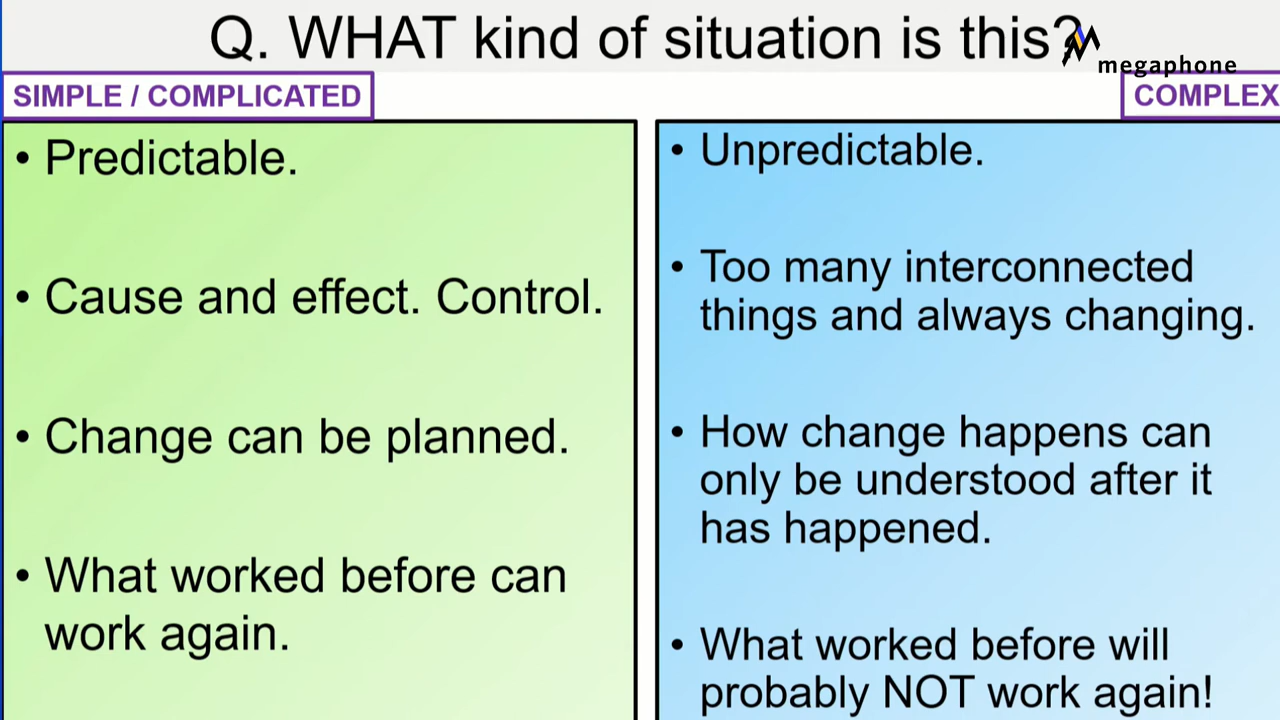 Q. WHAT kind of situation is this?
megaphone
SIMPLE / COMPLICATED
COMPLEX
• Predictable.
• Cause and effect. Control.
• Change can be planned.
• What worked before can
work again.
• Unpredictable.
• Too many interconnected
things and always changing.
• How change happens can
only be understood after it
has happened.
• What worked before will
probably NOT work again!